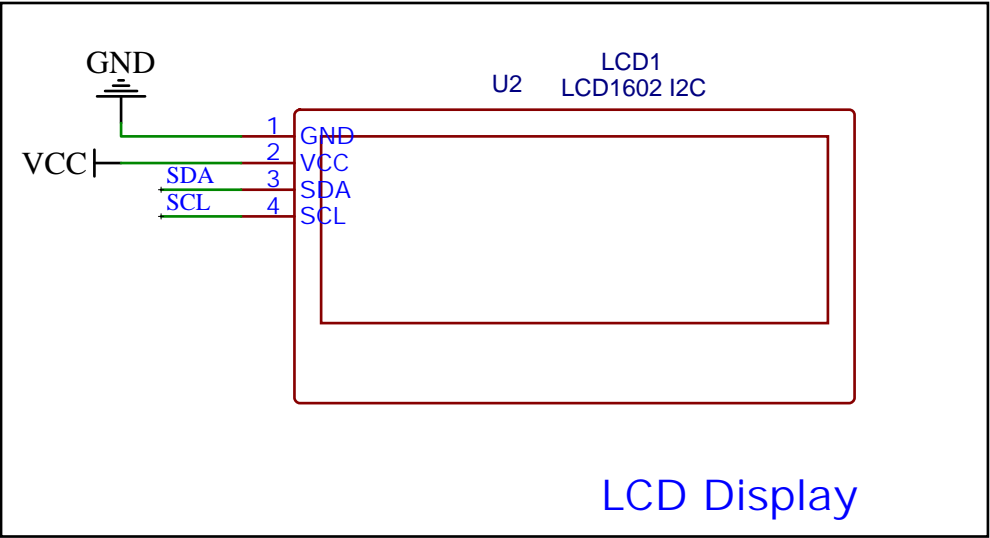 GND
LCD1
U2 LCD1602 I2C
1 GND
VCC 2 VCC
SDA 3 SDA
SCL 4 SCL
LCD Display